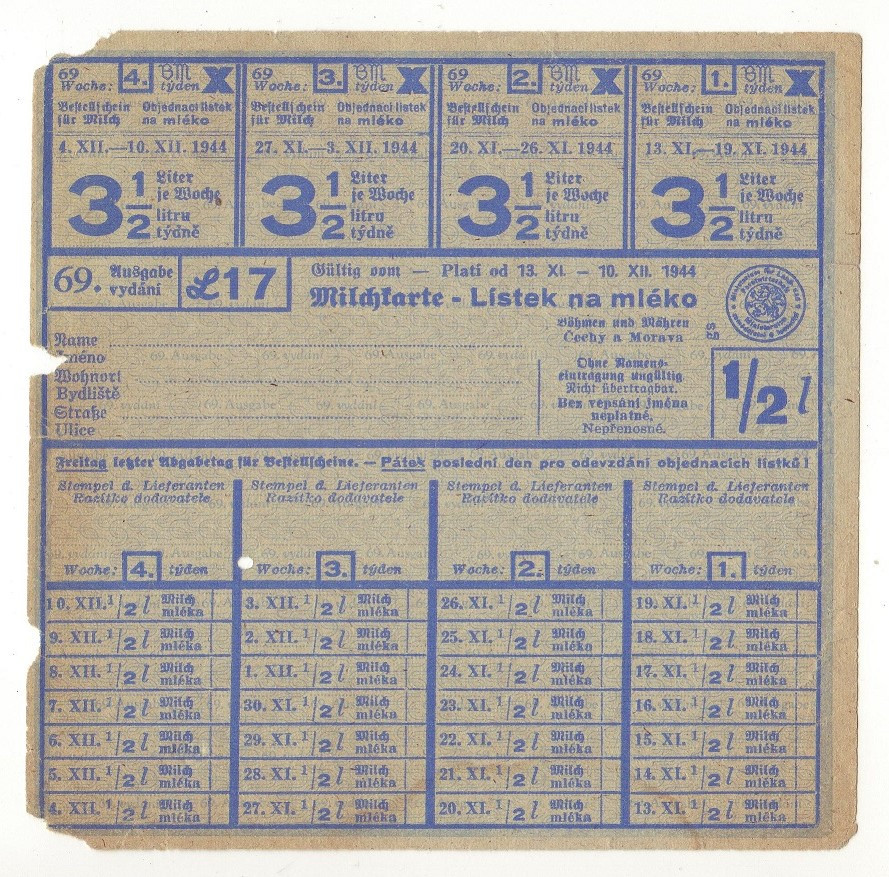 69 Woche: 4. BM týden X
Bestellschein Objednací lístek
für Milch na mléko
4. XII.—10. XII. 1944
3 1/2 Liter je Woche litru týdně
69 Woche: 3. BM týden X
Bestellschein Objednací lístek
für Milch na mléko
27. XI.—3. XII. 1944
3 1/2 Liter je Woche litru týdně
69 Woche: 2. BM týden X
Bestellschein Objednací lístek
für Milch na mléko
20. XI.—26. XI. 1944
3 1/2 Liter je Woche litru týdně
69 Woche: 1. BM týden X
Bestellschein Objednací lístek
für Milch na mléko
13. XI.—19. XI. 1944
3 1/2 Liter je Woche litru týdně
69. Ausgabe vydání L 17
Gültig vom — Platí od 13. XI. – 10. XII. 1944
Milchkarte - Lístek na mléko
Böhmen und Mähren
Čechy a Morava
Name
Jméno
Wohnort
Bydliště
Straße
Ulice
Ohne Namens-
eintragung ungültig
Nicht übertragbar.
Bez vepsání jména
neplatné.
Nepřenosné.
1/2 l
Freitag letzter Abgabetag für Bestellscheine. — Pátek poslední den pro odevzdání objednacích lístků!
Stempel d. Lieferanten
Razítko dodavatele
Woche: 4. týden
Stempel d. Lieferanten
Razítko dodavatele
Woche: 3. týden
Stempel d. Lieferanten
Razítko dodavatele
Woche: 2. týden
Stempel d. Lieferanten
Razítko dodavatele
Woche: 1. týden
10. XII. 1/2 l Milch mléka 3. XII. 1/2 l Milch mléka 26. XI. 1/2 l Milch mléka 19. XI. 1/2 l Milch mléka
9. XII. 1/2 l Milch mléka 2. XII. 1/2 l Milch mléka 25. XI. 1/2 l Milch mléka 18. XI. 1/2 l Milch mléka
8. XII. 1/2 l Milch mléka 1. XII. 1/2 l Milch mléka 24. XI. 1/2 l Milch mléka 17. XI. 1/2 l Milch mléka
7. XII. 1/2 l Milch mléka 30. XI. 1/2 l Milch mléka 23. XI. 1/2 l Milch mléka 16. XI. 1/2 l Milch mléka
6. XII. 1/2 l Milch mléka 29. XI. 1/2 l Milch mléka 22. XI. 1/2 l Milch mléka 15. XI. 1/2 l Milch mléka
5. XII. 1/2 l Milch mléka 28. XI. 1/2 l Milch mléka 21. XI. 1/2 l Milch mléka 14. XI. 1/2 l Milch mléka
4. XII. 1/2 l Milch mléka 27. XI. 1/2 l Milch mléka 20. XI. 1/2 l Milch mléka 13. XI. 1/2 l Milch mléka